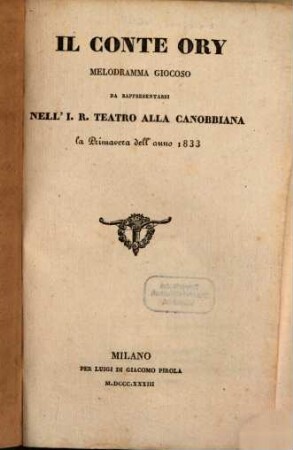 IL CONTE ORY
MELODRAMMA GIOCOSO
DA RAPPRESENTARSI
NELL' I. R. TEATRO ALLA CANOBBIANA
la Primavera dell' anno 1833
MILANO
PER LUIGI DI GIACOMO PIROLA
M.DCCC.XXXIII